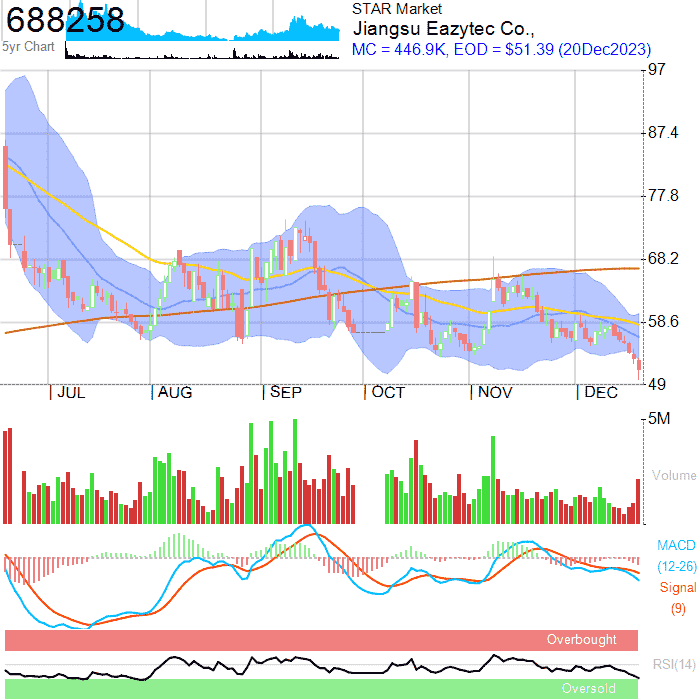 688258
5yr Chart
STAR Market
Jiangsu Eazytec Co.,
MC = 446.9K, EOD = $51.39 (20Dec2023)
97
87.4
77.8
68.2
58.6
49
JUL AUG SEP OCT NOV DEC
5M
Volume
MACD
(12-26)
Signal
(9)
Overbought
RSI(14)
Oversold